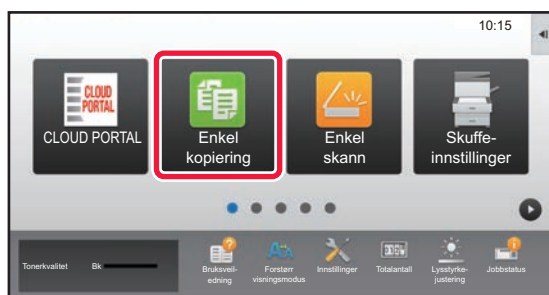 10:15
CLOUD
PORTAL
CLOUD PORTAL
Enkel
kopiering
Enkel
skann
Skuffe-
innstillinger
Tonerkvalitet
Bk
Bruksveil-
edning
Forstørr
visningsmodus
Innstillinger
Totalantall
Lysstyrke-
justering
Jobbstatus